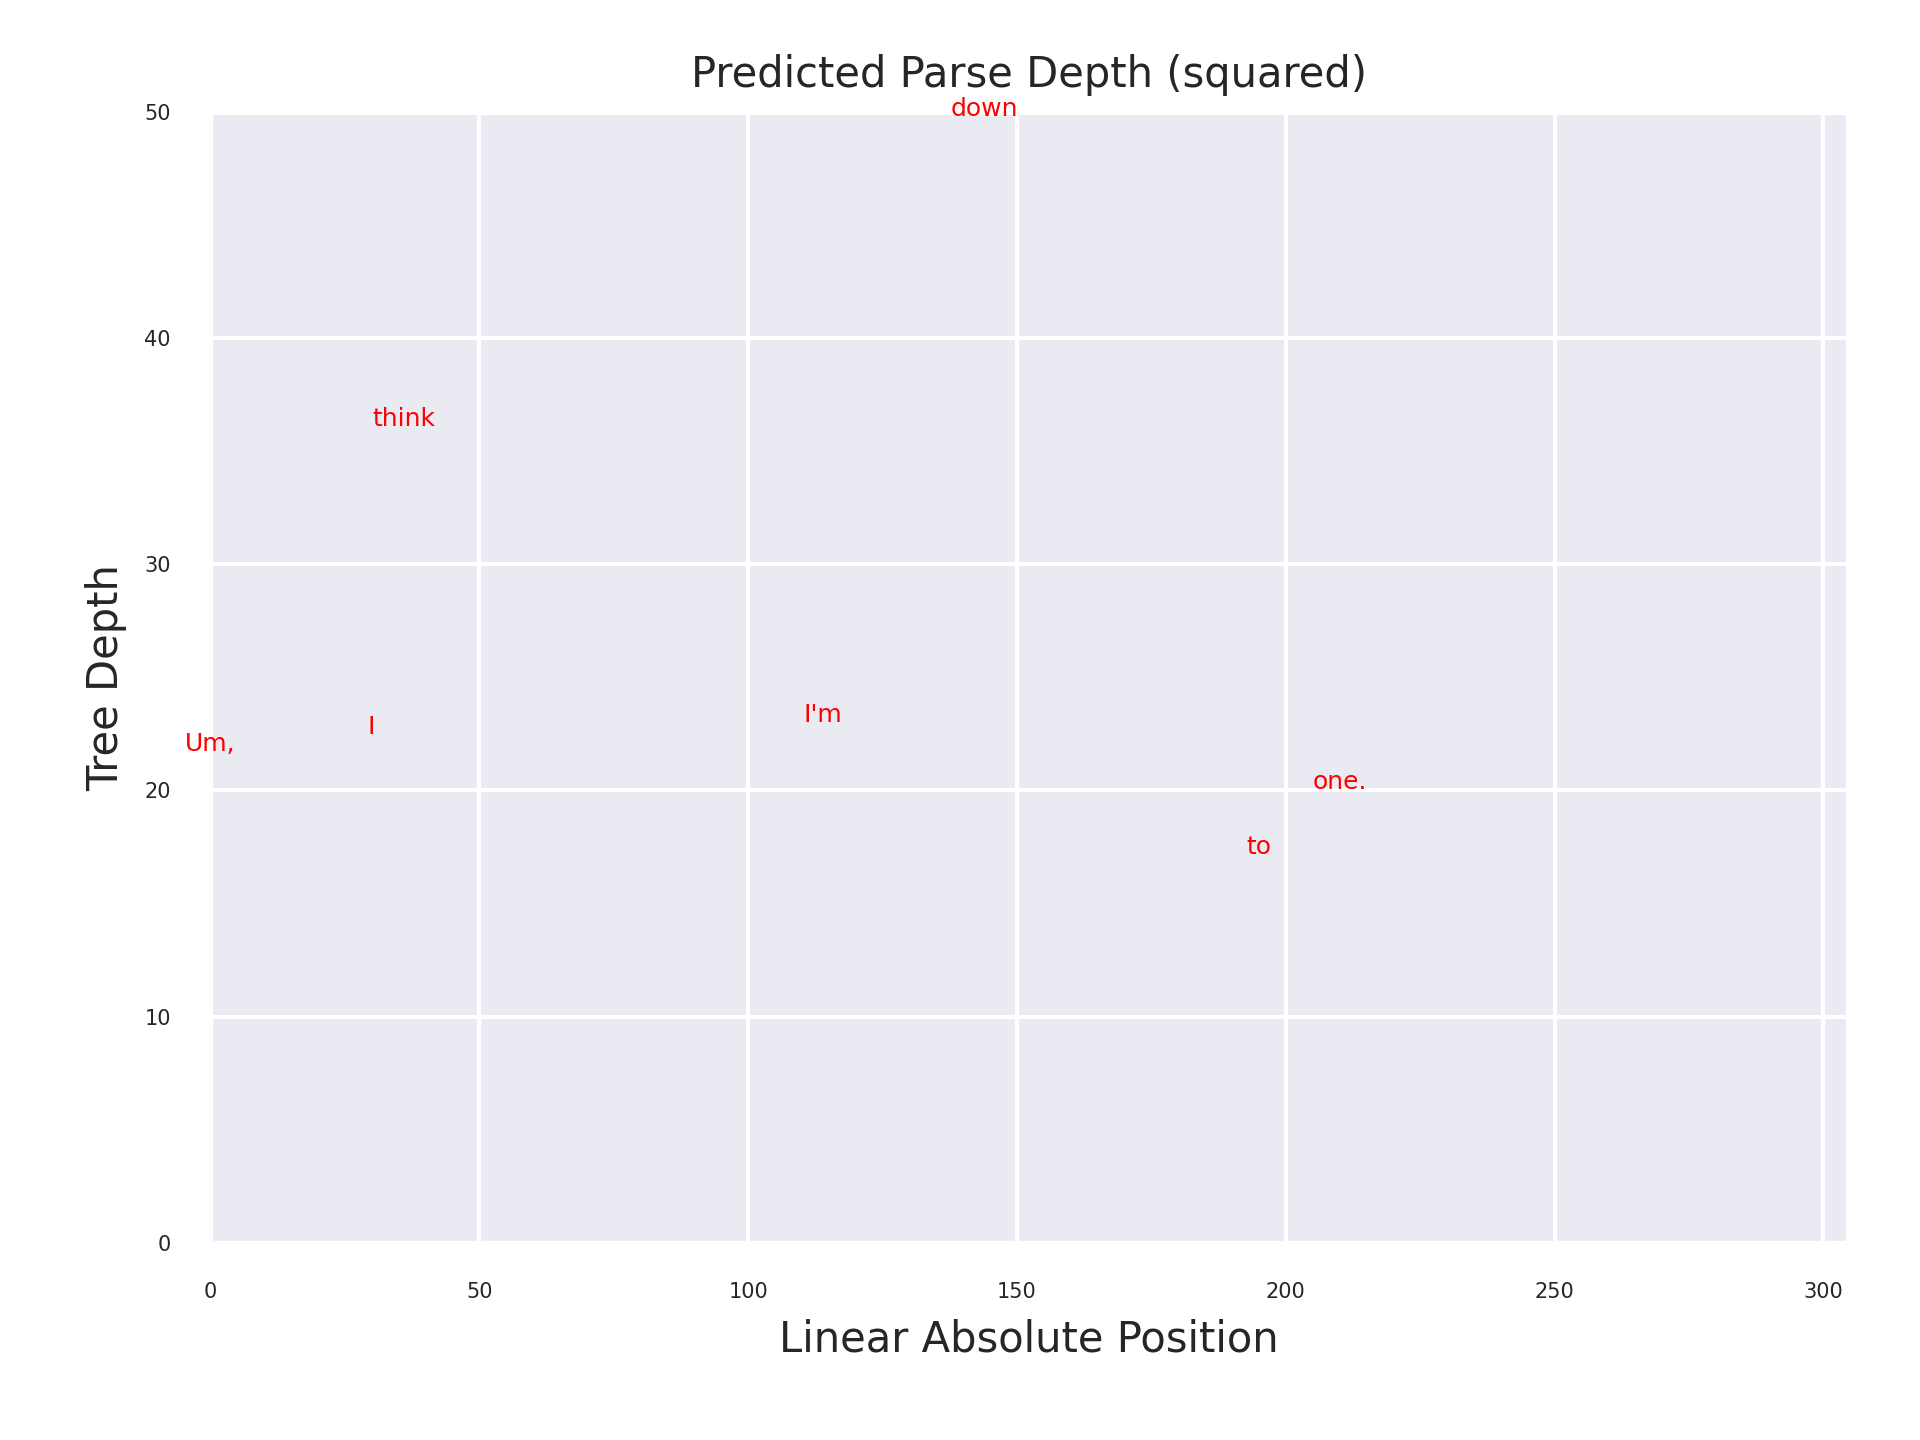 Predicted Parse Depth (squared)
down
50
40
think
30
Tree Depth
I'm
I
Um,
one.
20
to
10
0
0 50 100 150 200 250 300
Linear Absolute Position